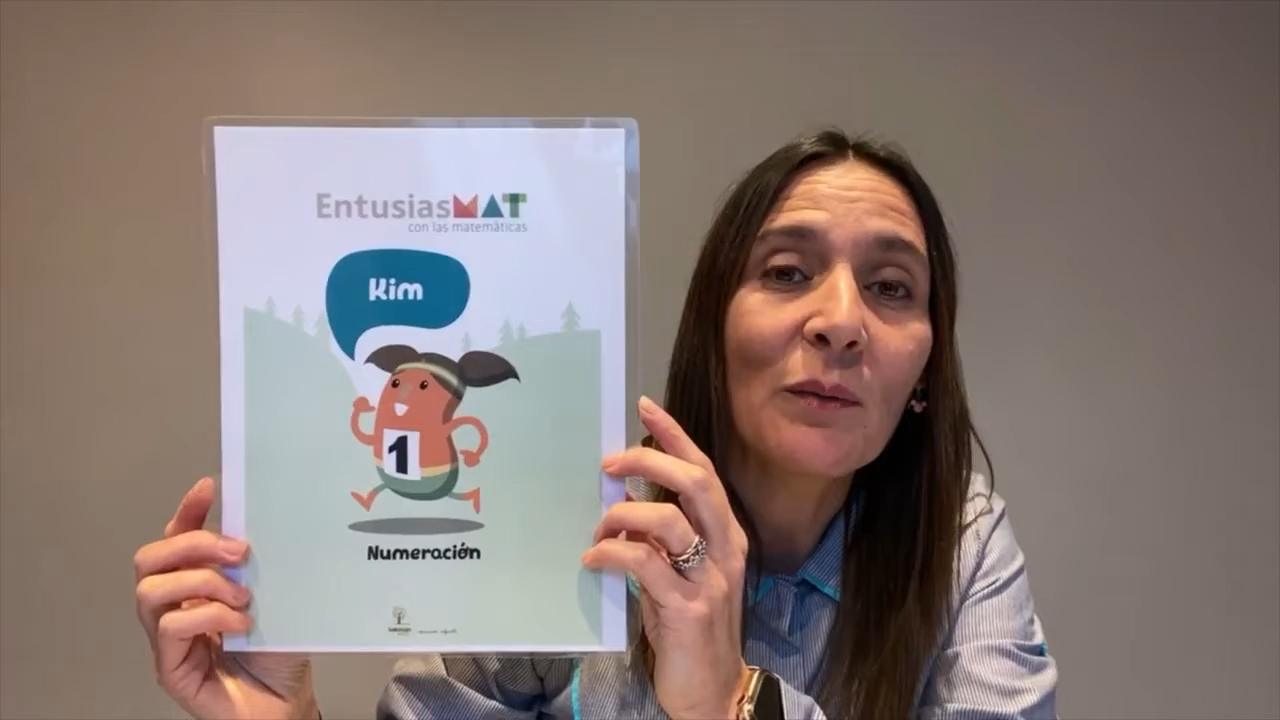 EntusiasMAT
con las matemáticas
Kim
1
Numeración